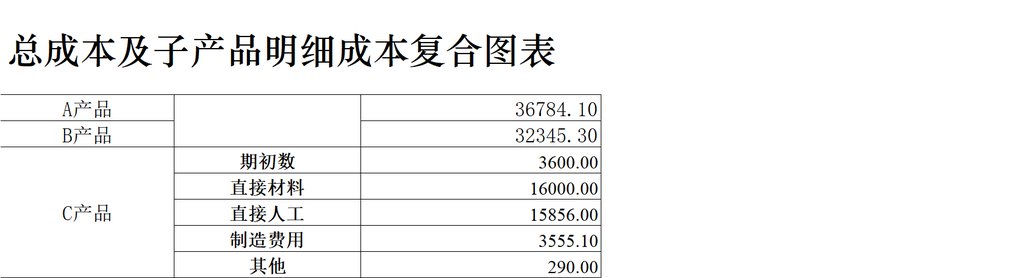 总成本及子产品明细成本复合图表
A产品 36784.10
B产品 32345.30
期初数 3600.00
直接材料 16000.00
C产品 直接人工 15856.00
制造费用 3555.10
其他 290.00